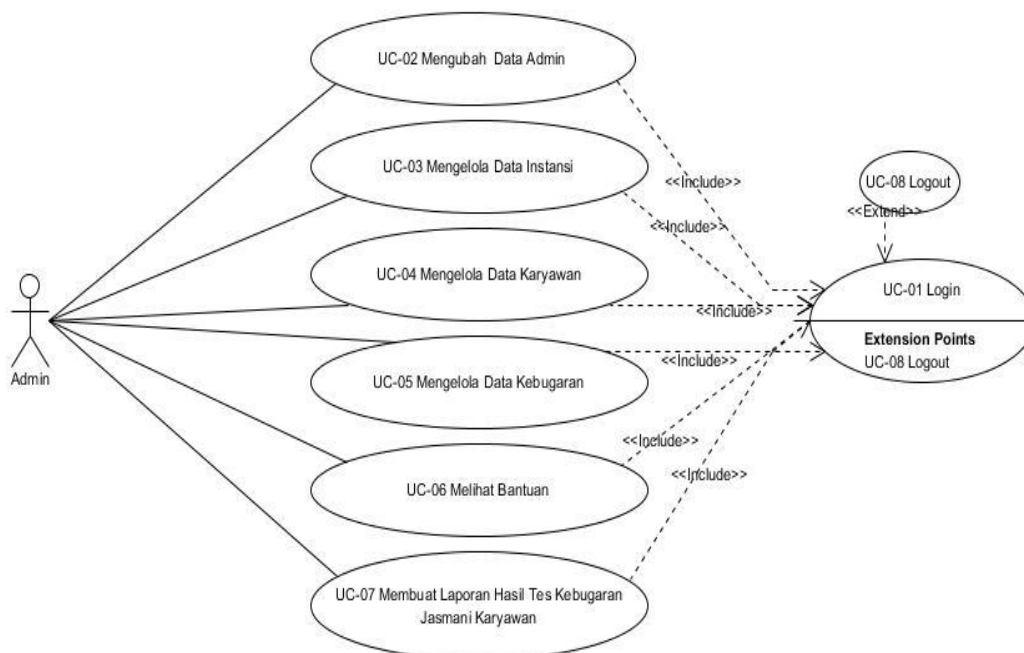 UC-02 Mengubah Data Admin
UC-03 Mengelola Data Instansi
<<Include>>
UC-08 Logout
<<Extend>>
<<Include>>
UC-04 Mengelola Data Karyawan
UC-01 Login
<<Include>>
Extension Points
UC-08 Logout
Admin
<<Include>>
UC-05 Mengelola Data Kebugaran
<<Include>>
<<Include>>
UC-06 Melihat Bantuan
UC-07 Membuat Laporan Hasil Tes Kebugaran
Jasmani Karyawan